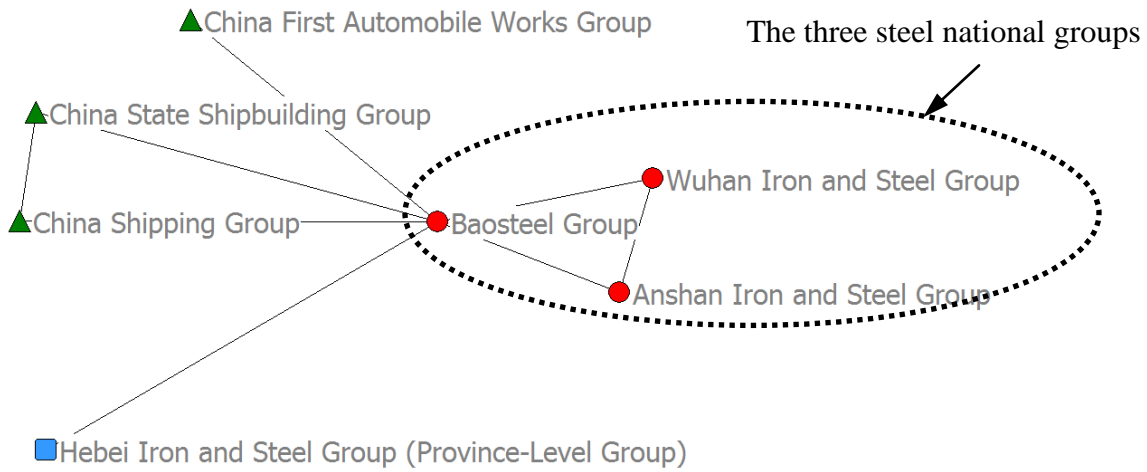 China First Automobile Works Group
The three steel national groups
China State Shipbuilding Group
Wuhan Iron and Steel Group
China Shipping Group
Baosteel Group
Anshan Iron and Steel Group
Hebei Iron and Steel Group (Province-Level Group)